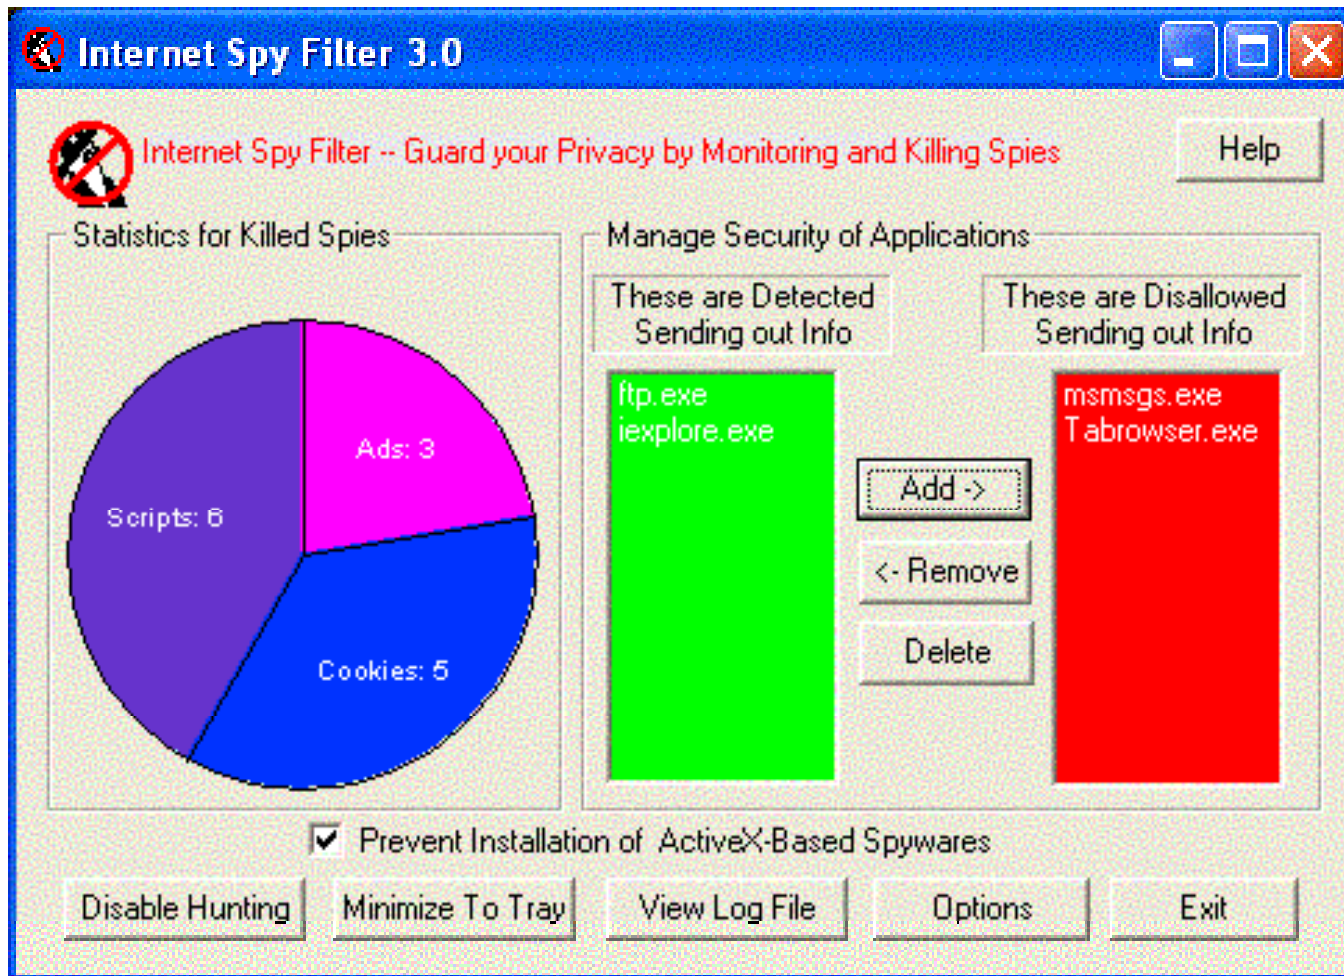 Internet Spy Filter 3.0
Internet Spy Filter -- Guard your Privacy by Monitoring and Killing Spies
Help
Statistics for Killed Spies
Ads: 3
Scripts: 6
Cookies: 5
Manage Security of Applications
These are Detected
Sending out Info
These are Disallowed
Sending out Info
ftp.exe
iexplore.exe
Add ->
<- Remove
Delete
msmsgs.exe
Tabrowser.exe
Prevent Installation of ActiveX-Based Spywares
Disable Hunting
Minimize To Tray
View Log File
Options
Exit